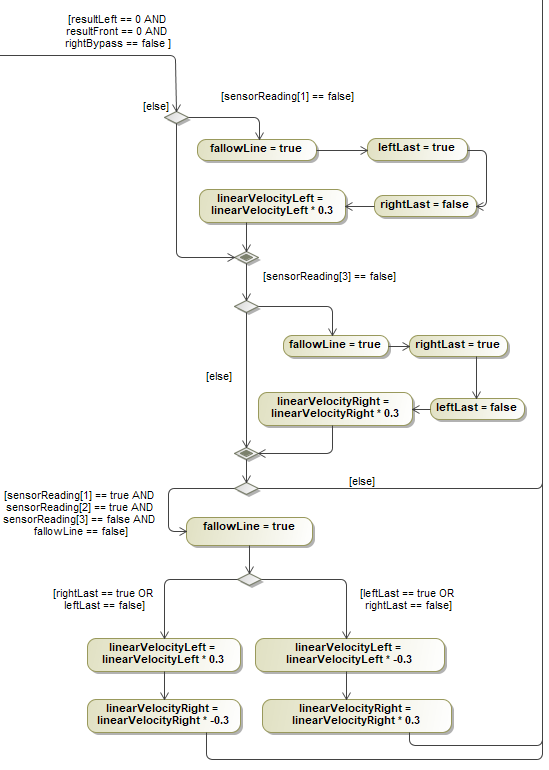 [resultLeft == 0 AND
resultFront == 0 AND
rightBypass == false ]
[sensorReading[1] == false]
[else]
fallowLine = true
leftLast = true
linearVelocityLeft =
linearVelocityLeft * 0.3
rightLast = false
[sensorReading[3] == false]
fallowLine = true
rightLast = true
[else]
linearVelocityRight =
linearVelocityRight * 0.3
leftLast = false
[else]
[sensorReading[1] == true AND
sensorReading[2] == true AND
sensorReading[3] == false AND
fallowLine == false]
fallowLine = true
[rightLast == true OR
leftLast == false]
[leftLast == true OR
rightLast == false]
linearVelocityLeft =
linearVelocityLeft * 0.3
linearVelocityLeft =
linearVelocityLeft * -0.3
linearVelocityRight =
linearVelocityRight * -0.3
linearVelocityRight =
linearVelocityRight * 0.3